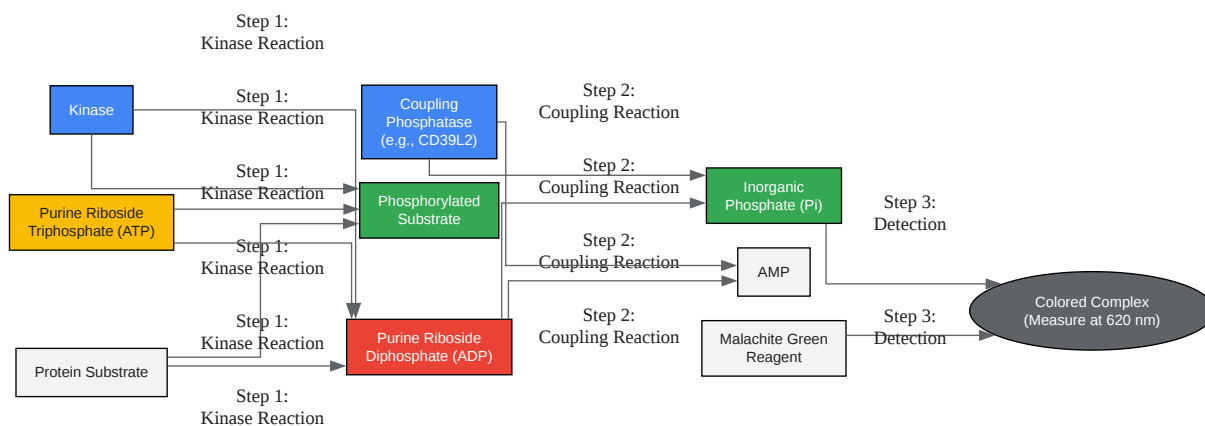 Step 1:
Kinase Reaction
Kinase
Step 1:
Kinase Reaction
Coupling
Phosphatase
(e.g., CD39L2)
Step 2:
Coupling Reaction
Purine Riboside
Triphosphate (ATP)
Step 1:
Kinase Reaction
Phosphorylated
Substrate
Step 2:
Coupling Reaction
Inorganic
Phosphate (Pi)
Step 3:
Detection
Step 1:
Kinase Reaction
Step 2:
Coupling Reaction
AMP
Colored Complex
(Measure at 620 nm)
Protein Substrate
Step 1:
Kinase Reaction
Purine Riboside
Diphosphate (ADP)
Step 2:
Coupling Reaction
Malachite Green
Reagent
Step 3:
Detection
Step 1:
Kinase Reaction